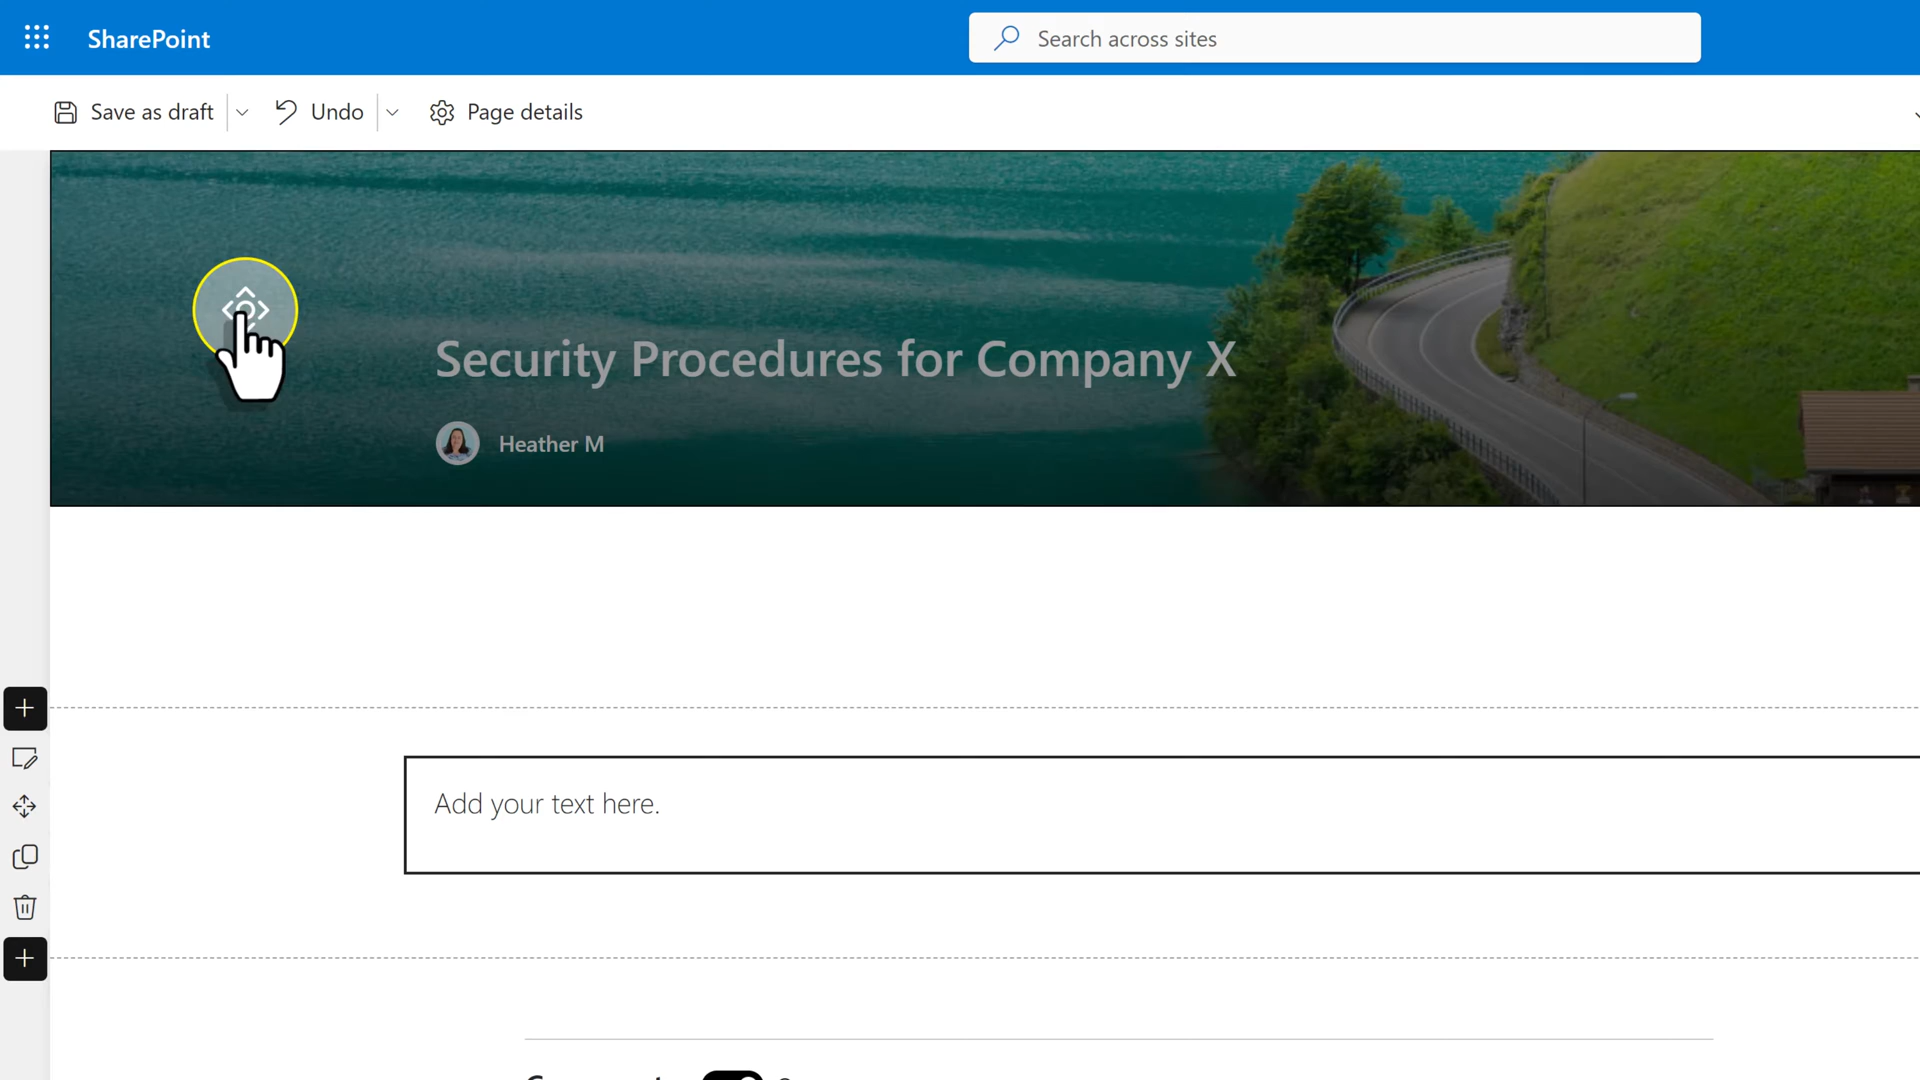 SharePoint
Search across sites
Save as draft
Undo
Page details
Security Procedures for Company X
Heather M
Add your text here.